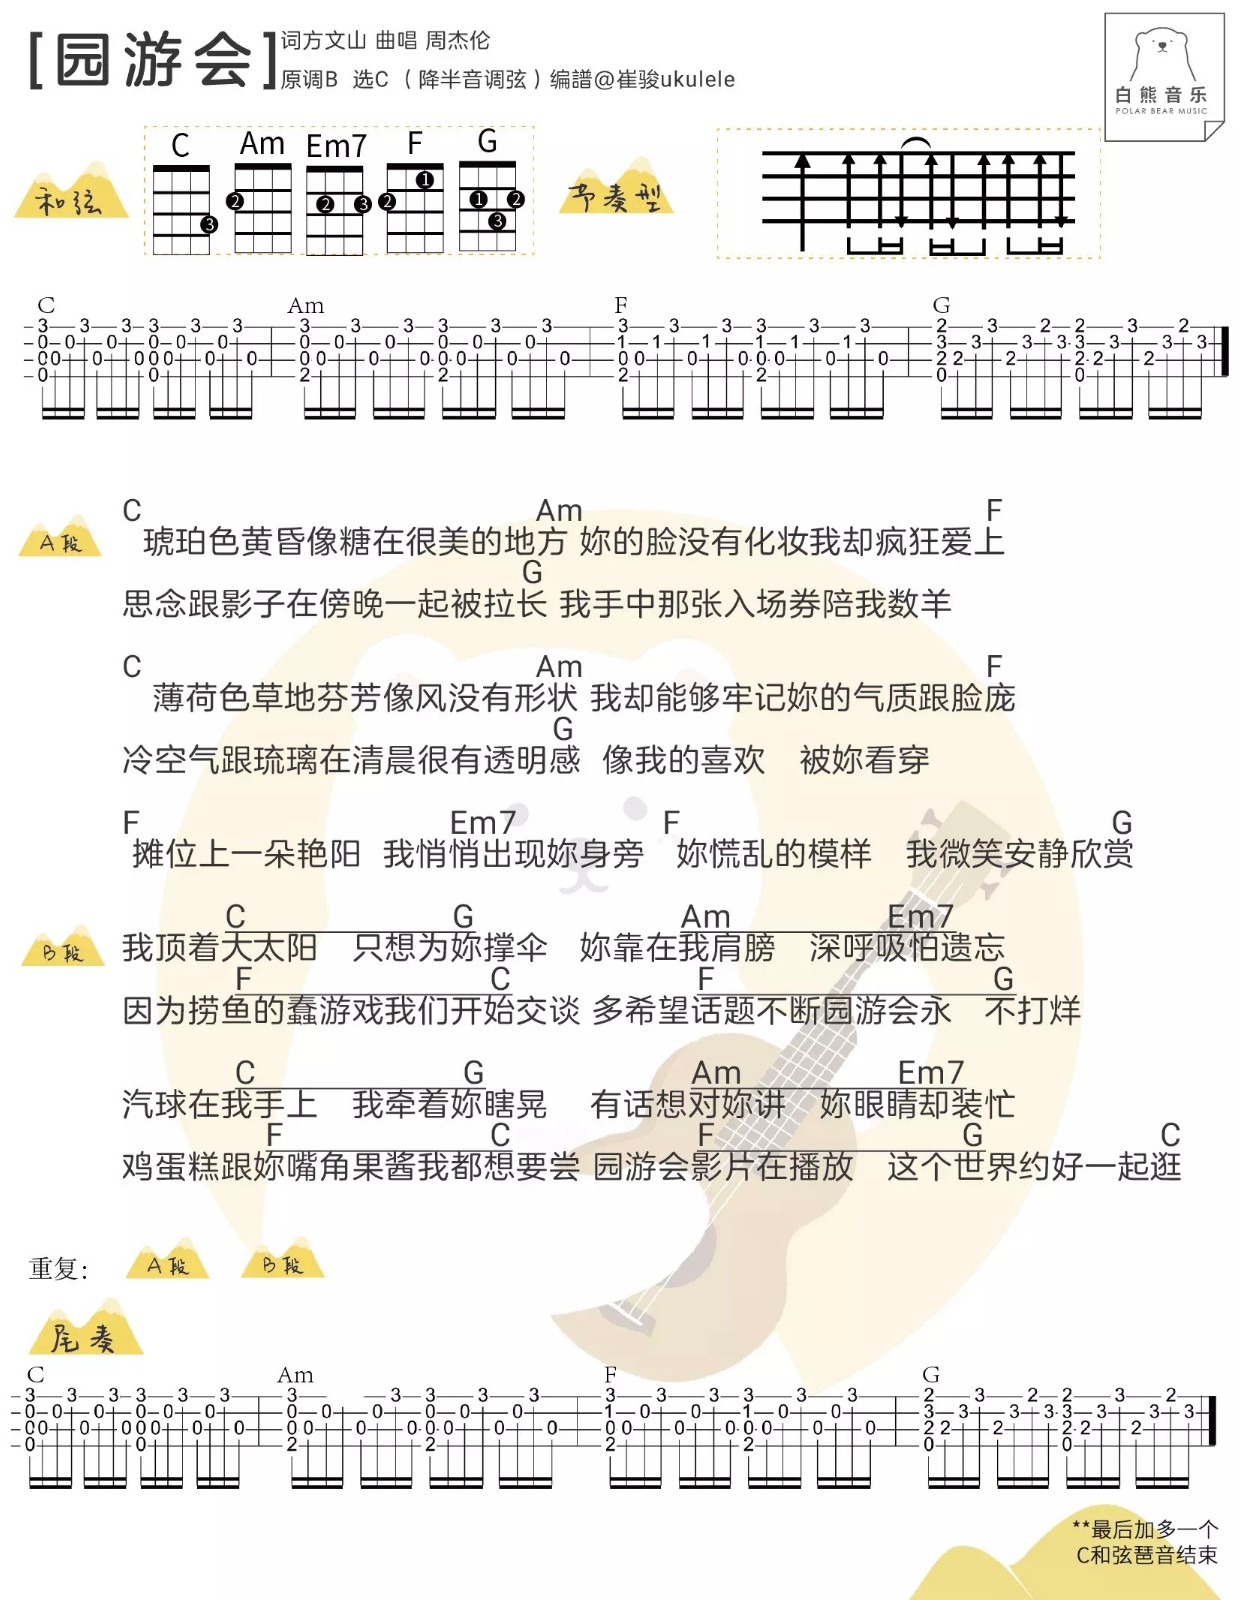 [园游会]
词方文山 曲唱 周杰伦
原调B 选C （降半音调弦）编譜@崔骏ukulele
白熊音乐
POLAR BEAR MUSIC
和弦
C Am Em7 F G
节奏型
C Am F G
A段
C Am F
琥珀色黄昏像糖在很美的地方 妳的脸没有化妆我却疯狂爱上
G
思念跟影子在傍晚一起被拉长 我手中那张入场券陪我数羊
C Am F
薄荷色草地芬芳像风没有形状 我却能够牢记妳的气质跟脸庞
G
冷空气跟琉璃在清晨很有透明感 像我的喜欢 被妳看穿
F Em7 F G
摊位上一朵艳阳 我悄悄出现妳身旁 妳慌乱的模样 我微笑安静欣赏
B段
C G Am Em7
我顶着大太阳 只想为妳撑伞 妳靠在我肩膀 深呼吸怕遗忘
F C F G
因为捞鱼的蠢游戏我们开始交谈 多希望话题不断园游会永 不打烊
C G Am Em7
汽球在我手上 我牵着妳瞎晃 有话想对妳讲 妳眼睛却装忙
F C F G C
鸡蛋糕跟妳嘴角果酱我都想要尝 园游会影片在播放 这个世界约好一起逛
重复： A段 B段
尾奏
C Am F G
**最后加多一个
C和弦琶音结束